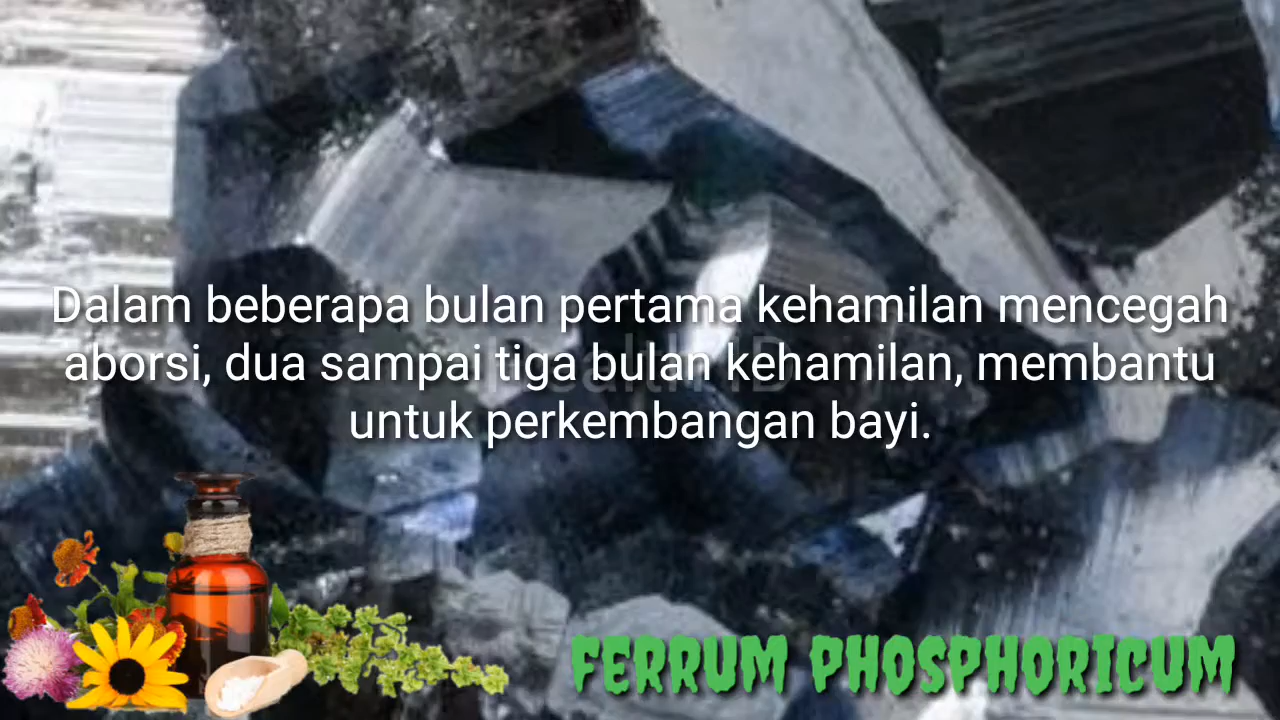 Dalam beberapa bulan pertama kehamilan mencegah
aborsi, dua sampai tiga bulan kehamilan, membantu
untuk perkembangan bayi.
FERRUM PHOSPHORICUM